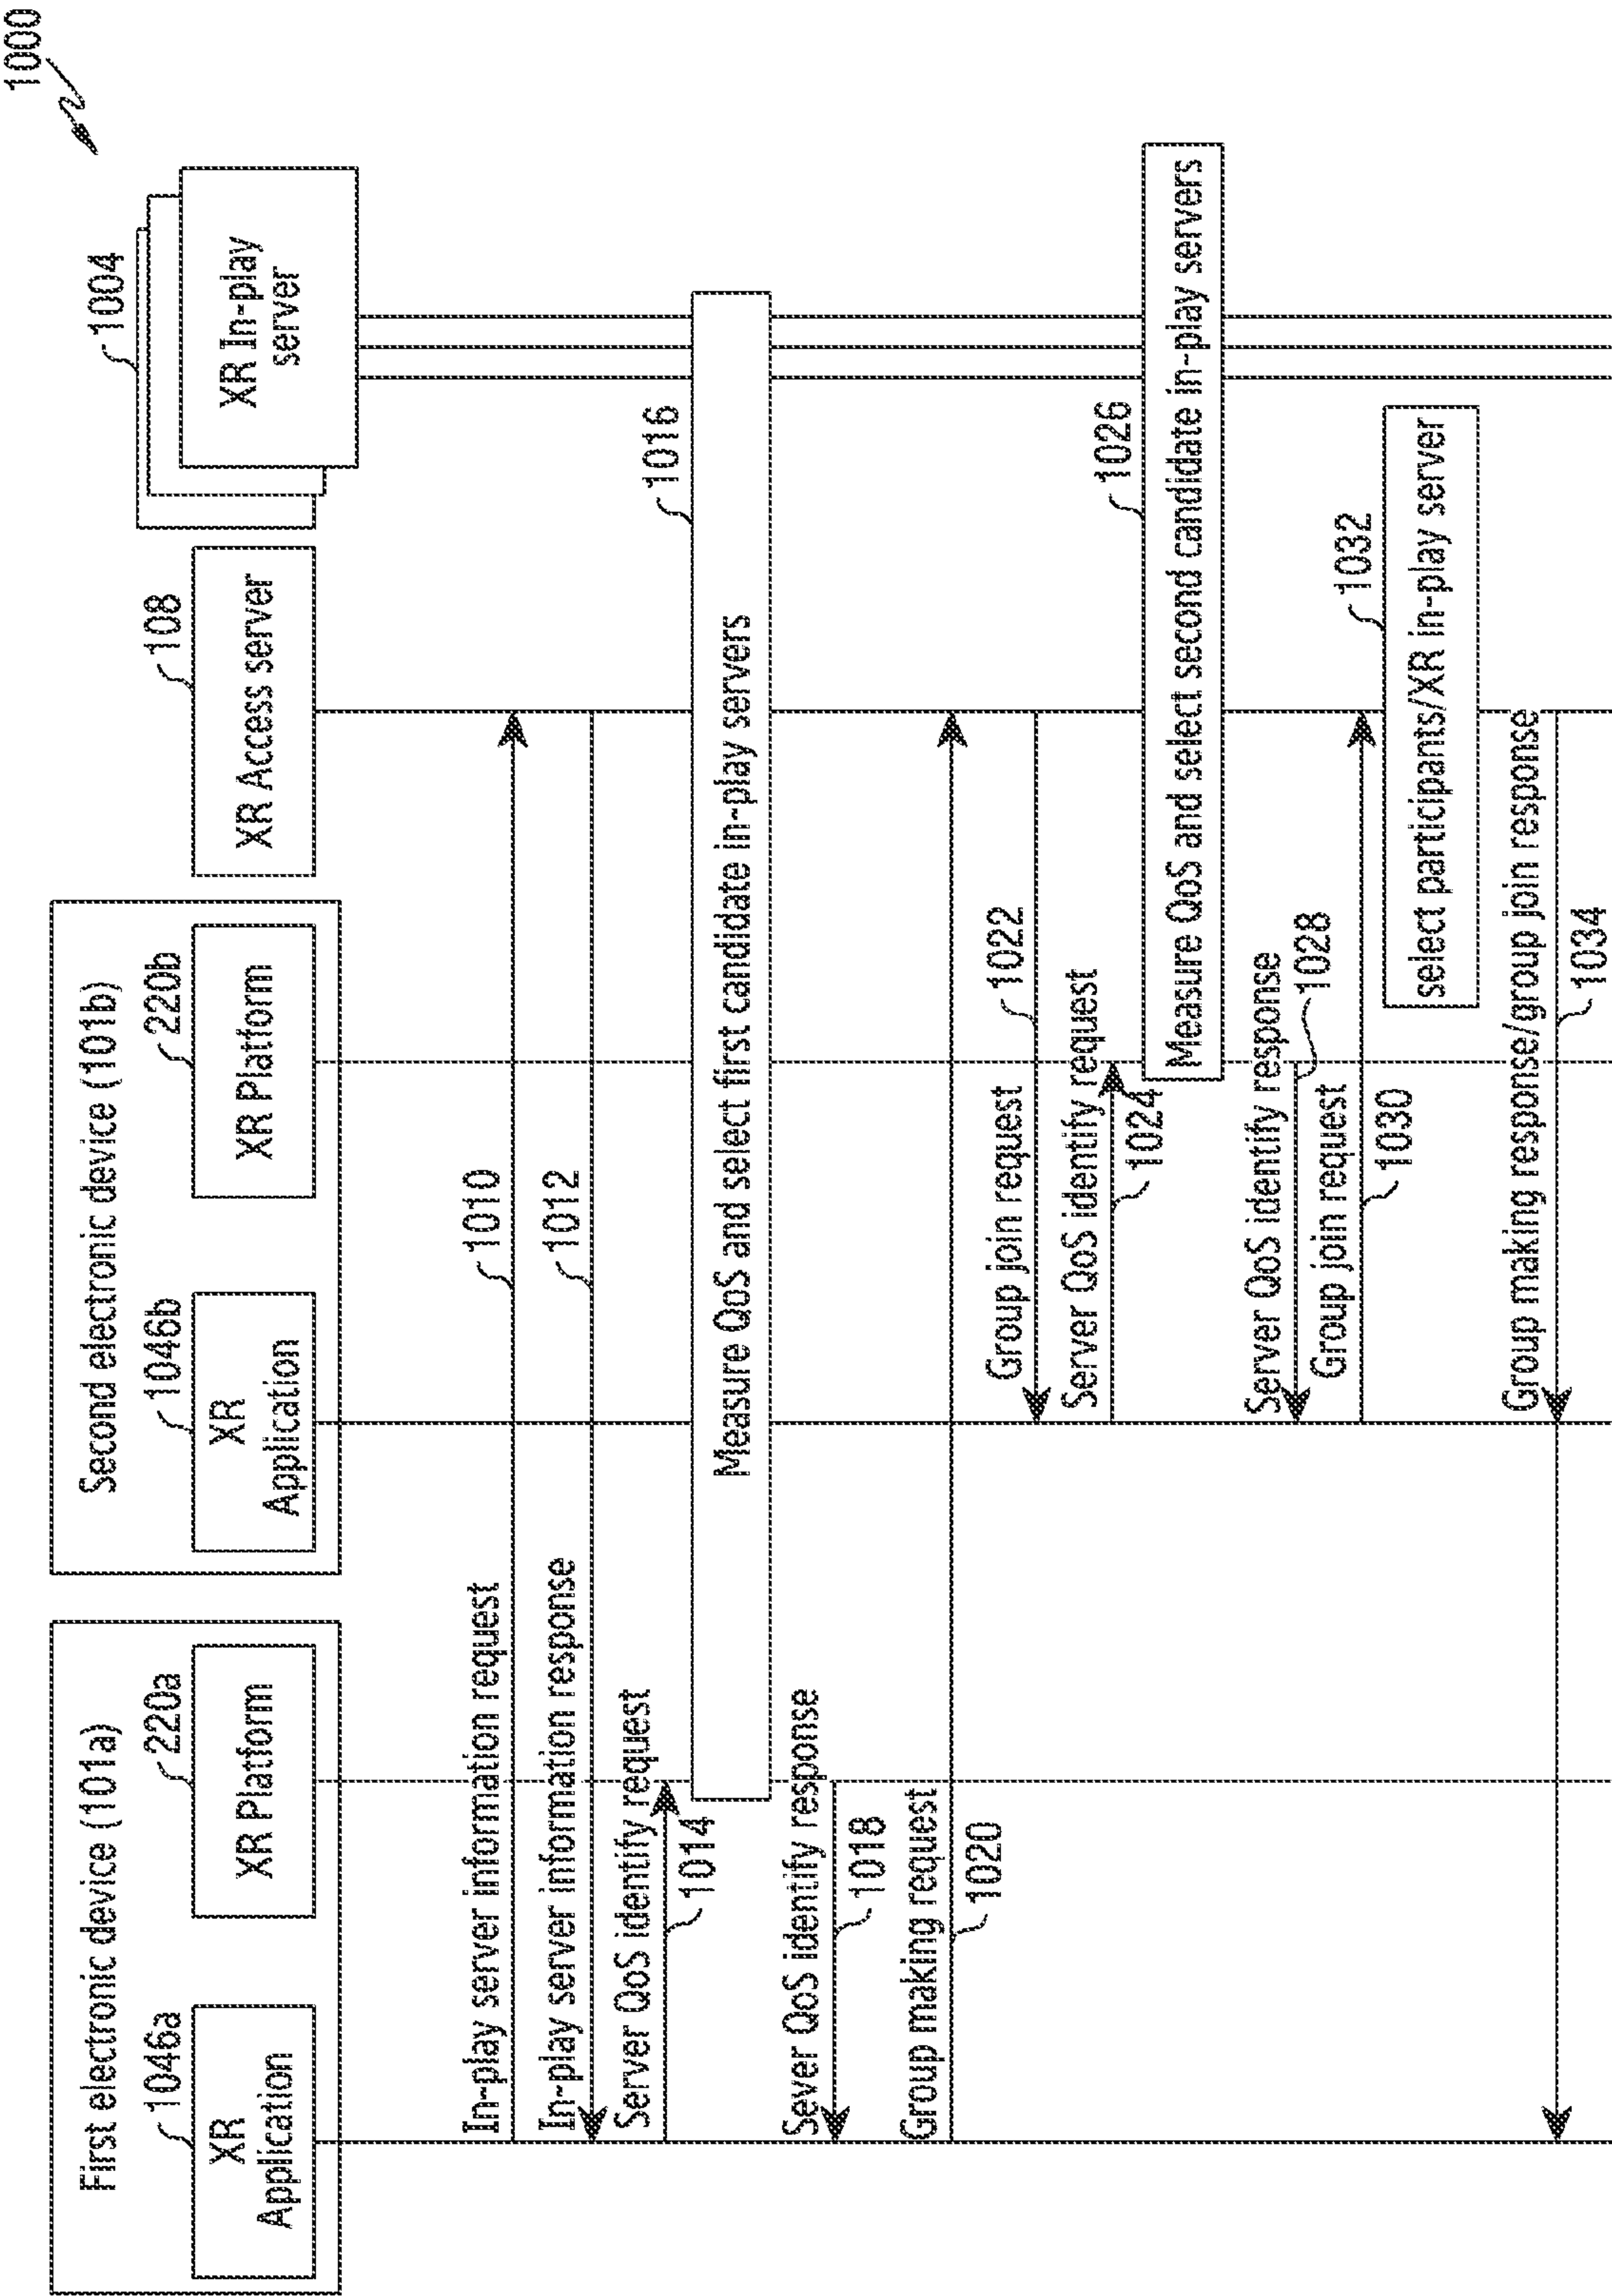 1000
First electronic device (101a)
1046a
XR
Application
220a
XR Platform
Second electronic device (101b)
1046b
XR
Application
220b
XR Platform
108
XR Access server
1004
XR In-play
server
In-play server information request
1010
In-play server information response
1012
Server QoS identify request
1014
1016
Measure QoS and select first candidate in-play servers
Sever QoS identify response
1018
Group making request
1020
Group join request
1022
Server QoS identify request
1024
1026
Measure QoS and select second candidate in-play servers
Server QoS identify response
1028
Group join request
1030
1032
select participants/XR in-play server
Group making response/group join response
1034